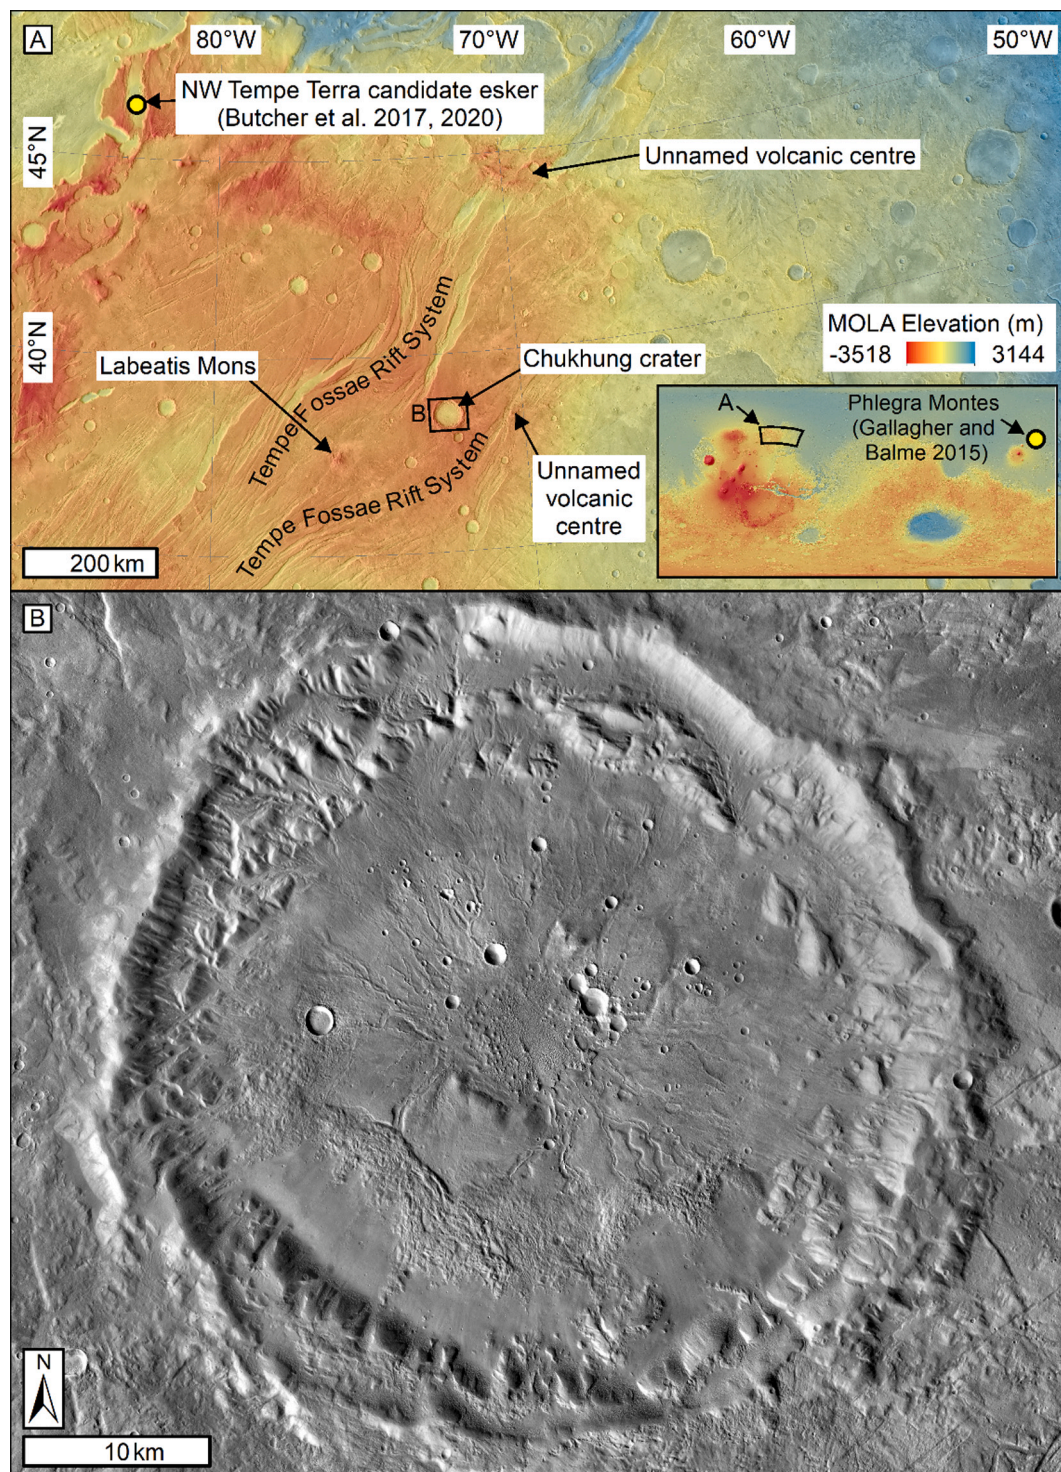 A
80°W
70°W
60°W
50°W
NW Tempe Terra candidate esker
(Butcher et al. 2017, 2020)
45°N
Unnamed volcanic centre
Tempe Fossae Rift System
MOLA Elevation (m)
-3518
3144
40°N
Labeatis Mons
Chukhung crater
B
Tempe Fossae Rift System
Unnamed
volcanic
centre
A
Phlegra Montes
(Gallagher and
Balme 2015)
200 km
B
N
10 km